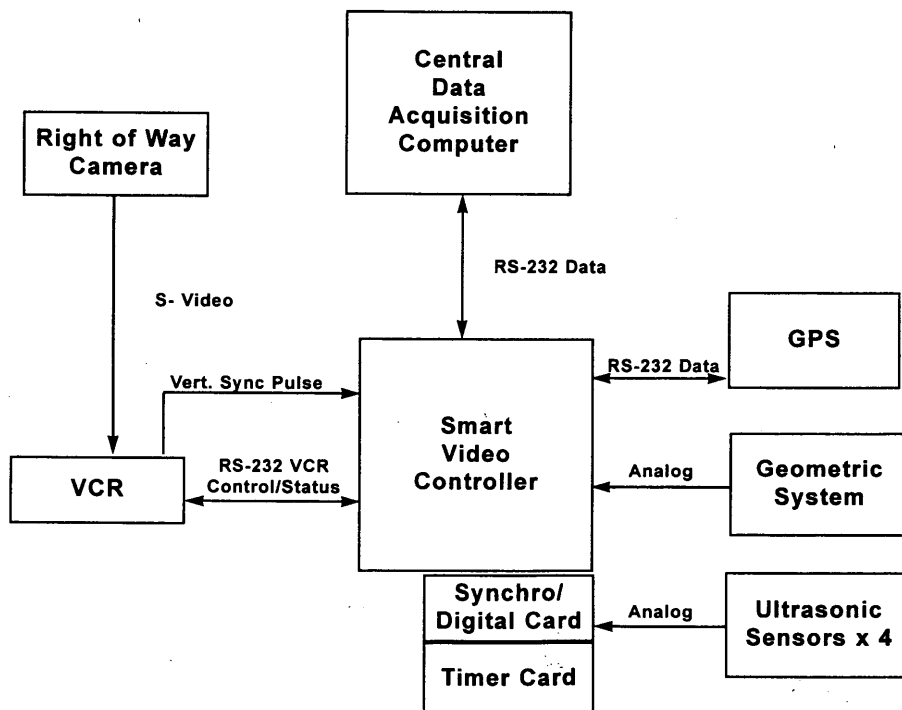 Central
Data
Acquisition
Computer
Right of Way
Camera
RS-232 Data
S- Video
GPS
RS-232 Data
Vert. Sync Pulse
Smart
Video
Controller
RS-232 VCR
Control/Status
VCR
Analog
Geometric
System
Synchro/
Digital Card
Analog
Ultrasonic
Sensors x 4
Timer Card